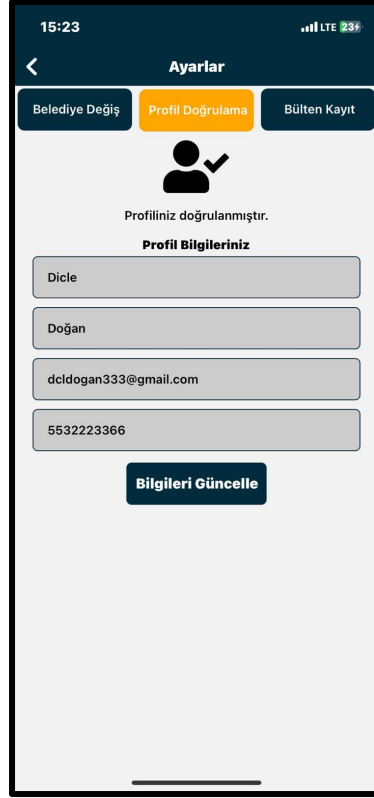 15:23 LTE 23
Ayarlar
Belediye Değiş Profil Doğrulama Bülten Kayıt
Profiliniz doğrulanmıştır.
Profil Bilgileriniz
Dicle
Doğan
dcldogan333@gmail.com
5532223366
Bilgileri Güncelle